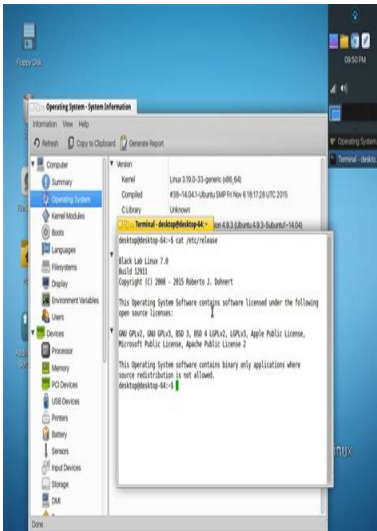 Floppy Disk
09:50 PM
Operating System - System Information
Information View Help
Refresh Copy to Clipboard Generate Report
Computer
Summary
Operating System
Kernel Modules
Boots
Languages
Filesystems
Display
Environment Variables
Users
Devices
Processor
Memory
PCI Devices
USB Devices
Printers
Battery
Sensors
Input Devices
Storage
DMI
Version
Kernel Linux 3.19.0-33-generic (x86_64)
Compiled #38~14.04.1-Ubuntu SMP Fri Nov 6 18:17:28 UTC 2015
C Library Unknown
Terminal - desktop@desktop-64:~
desktop@desktop-64:~$ cat /etc/release
Black Lab Linux 7.0
Build 12931
Copyright (C) 2008 - 2015 Roberto J. Dohnert
This Operating System Software contains software licensed under the following
open source licenses:
GNU GPLv2, GNU GPLv3, BSD 3, BSD 4 LGPLv2, LGPLv3, Apple Public License,
Microsoft Public License, Apache Public License 2
This Operating System software contains binary only applications where
source redistribution is not allowed.
desktop@desktop-64:~$
Operating System
Terminal - deskto
Done.